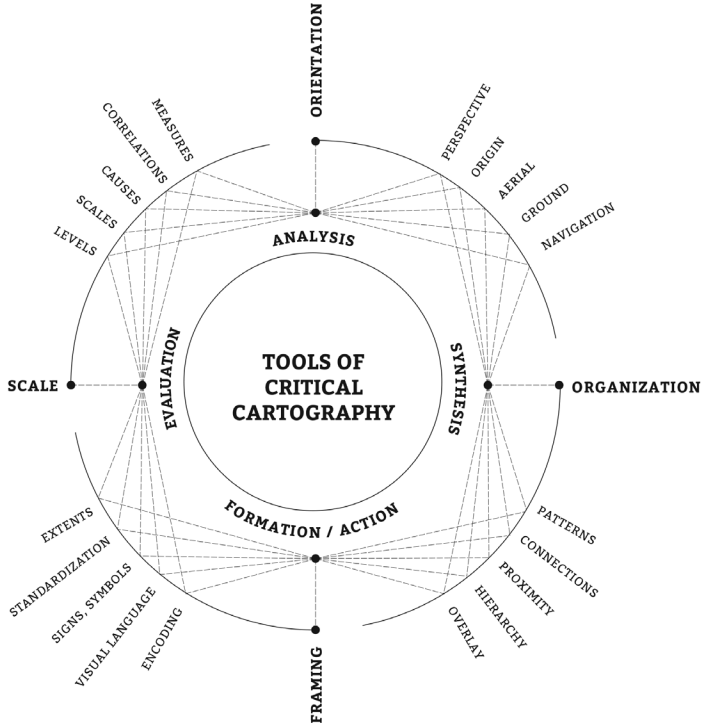 ORIENTATION
PERSPECTIVE
ORIGIN
AERIAL
GROUND
NAVIGATION
ORGANIZATION
PATTERNS
CONNECTIONS
PROXIMITY
HIERARCHY
OVERLAY
FRAMING
ENCODING
VISUAL LANGUAGE
SIGNS, SYMBOLS
STANDARDIZATION
EXTENTS
SCALE
LEVELS
SCALES
CAUSES
CORRELATIONS
MEASURES
ANALYSIS
SYNTHESIS
FORMATION / ACTION
EVALUATION
TOOLS OF
CRITICAL
CARTOGRAPHY